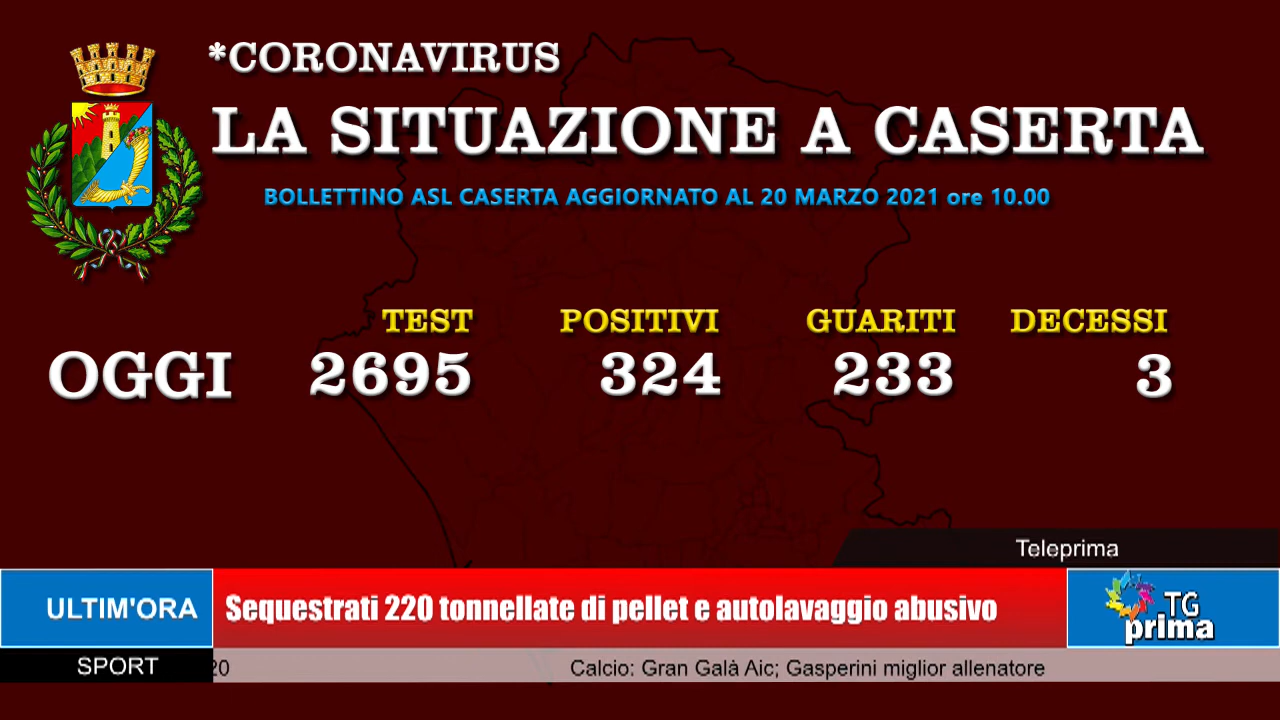 *CORONAVIRUS
LA SITUAZIONE A CASERTA
BOLLETTINO ASL CASERTA AGGIORNATO AL 20 MARZO 2021 ore 10.00
TEST POSITIVI GUARITI DECESSI
OGGI 2695 324 233 3
Teleprima
ULTIM'ORA Sequestrati 220 tonnellate di pellet e autolavaggio abusivo TG prima
SPORT 20 Calcio: Gran Galà Aic; Gasperini miglior allenatore